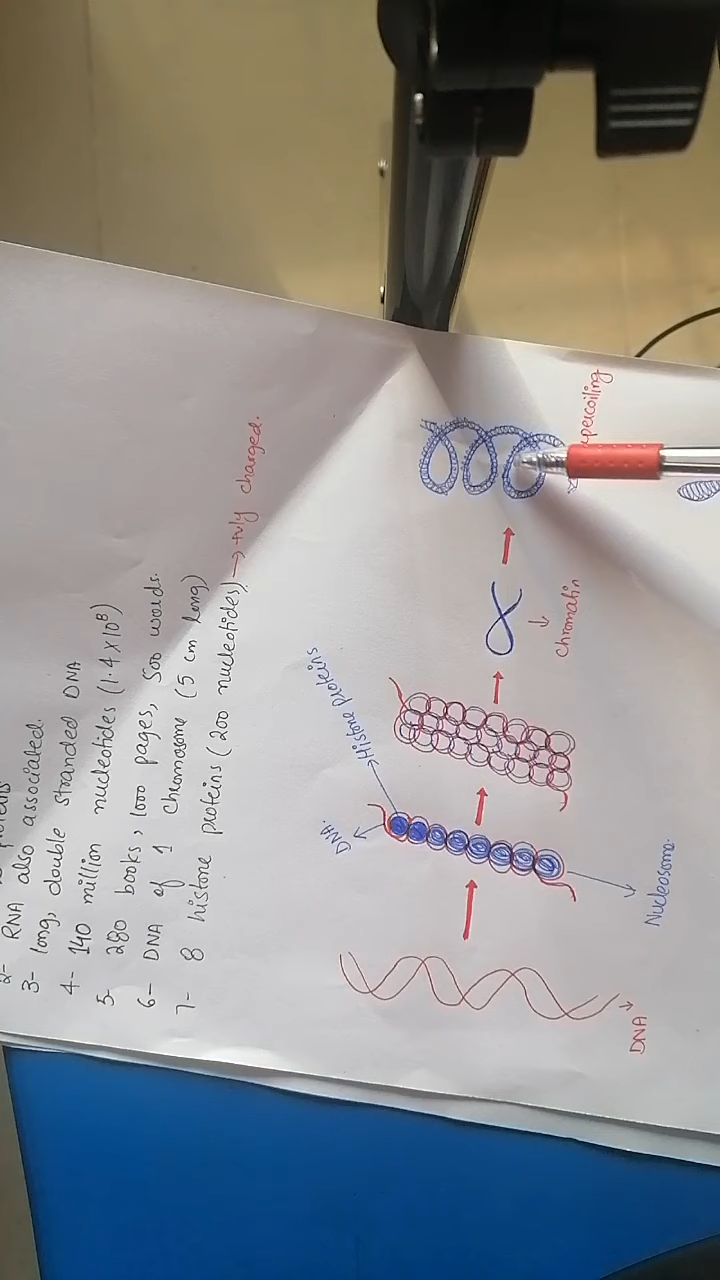 2- RNA also associated.
3- long, double stranded DNA
4- 140 million nucleotides (1.4×10⁸)
5- 280 books, 1000 pages, 500 words.
6- DNA of 1 chromosome (5 cm long)
7- 8 histone proteins (200 nucleotides) → +vly charged.
DNA.
→Histone proteins
DNA
Nucleosome.
chromatin